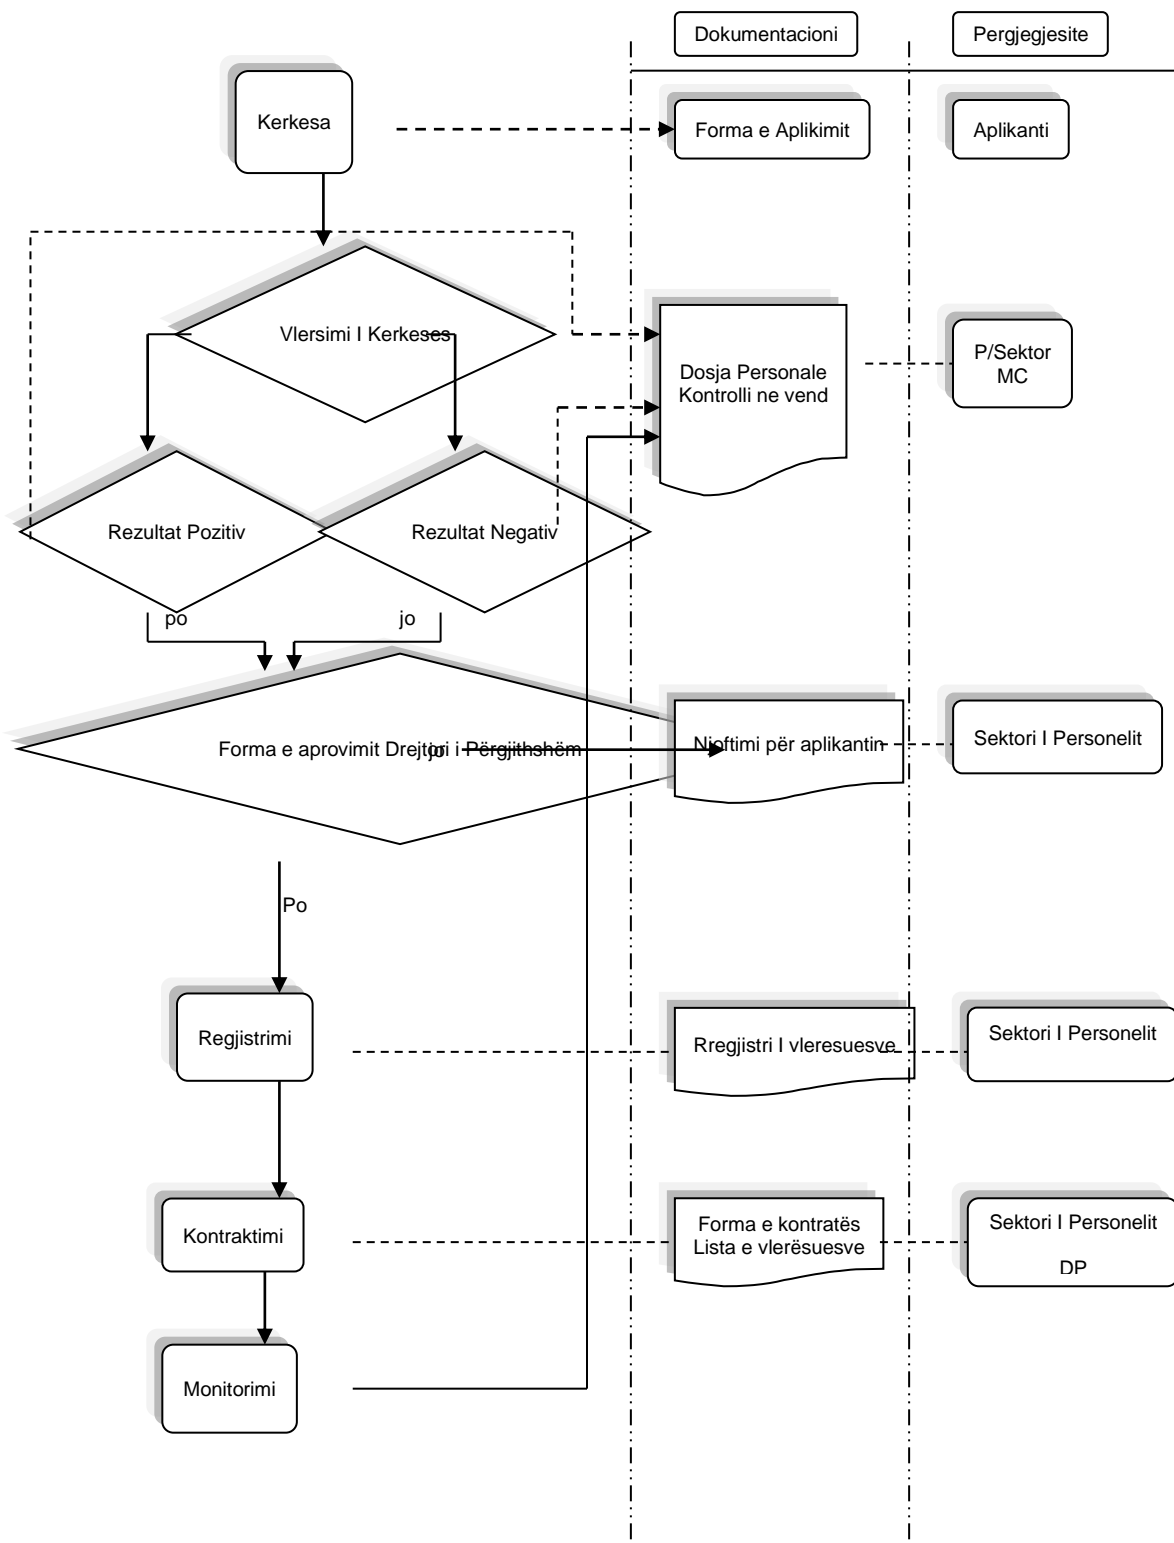 Dokumentacioni
Pergjegjesite
Kerkesa
Forma e Aplikimit
Aplikanti
Vlersimi I Kerkeses
Dosja Personale
Kontrolli ne vend
P/Sektor
MC
Rezultat Pozitiv
Rezultat Negativ
po
jo
Forma e aprovimit Drejtori i Përgjithshëm
jo
Njoftimi për aplikantin
Sektori I Personelit
Po
Regjistrimi
Rregjistri I vleresuesve
Sektori I Personelit
Kontraktimi
Forma e kontratës
Lista e vlerësuesve
Sektori I Personelit
DP
Monitorimi